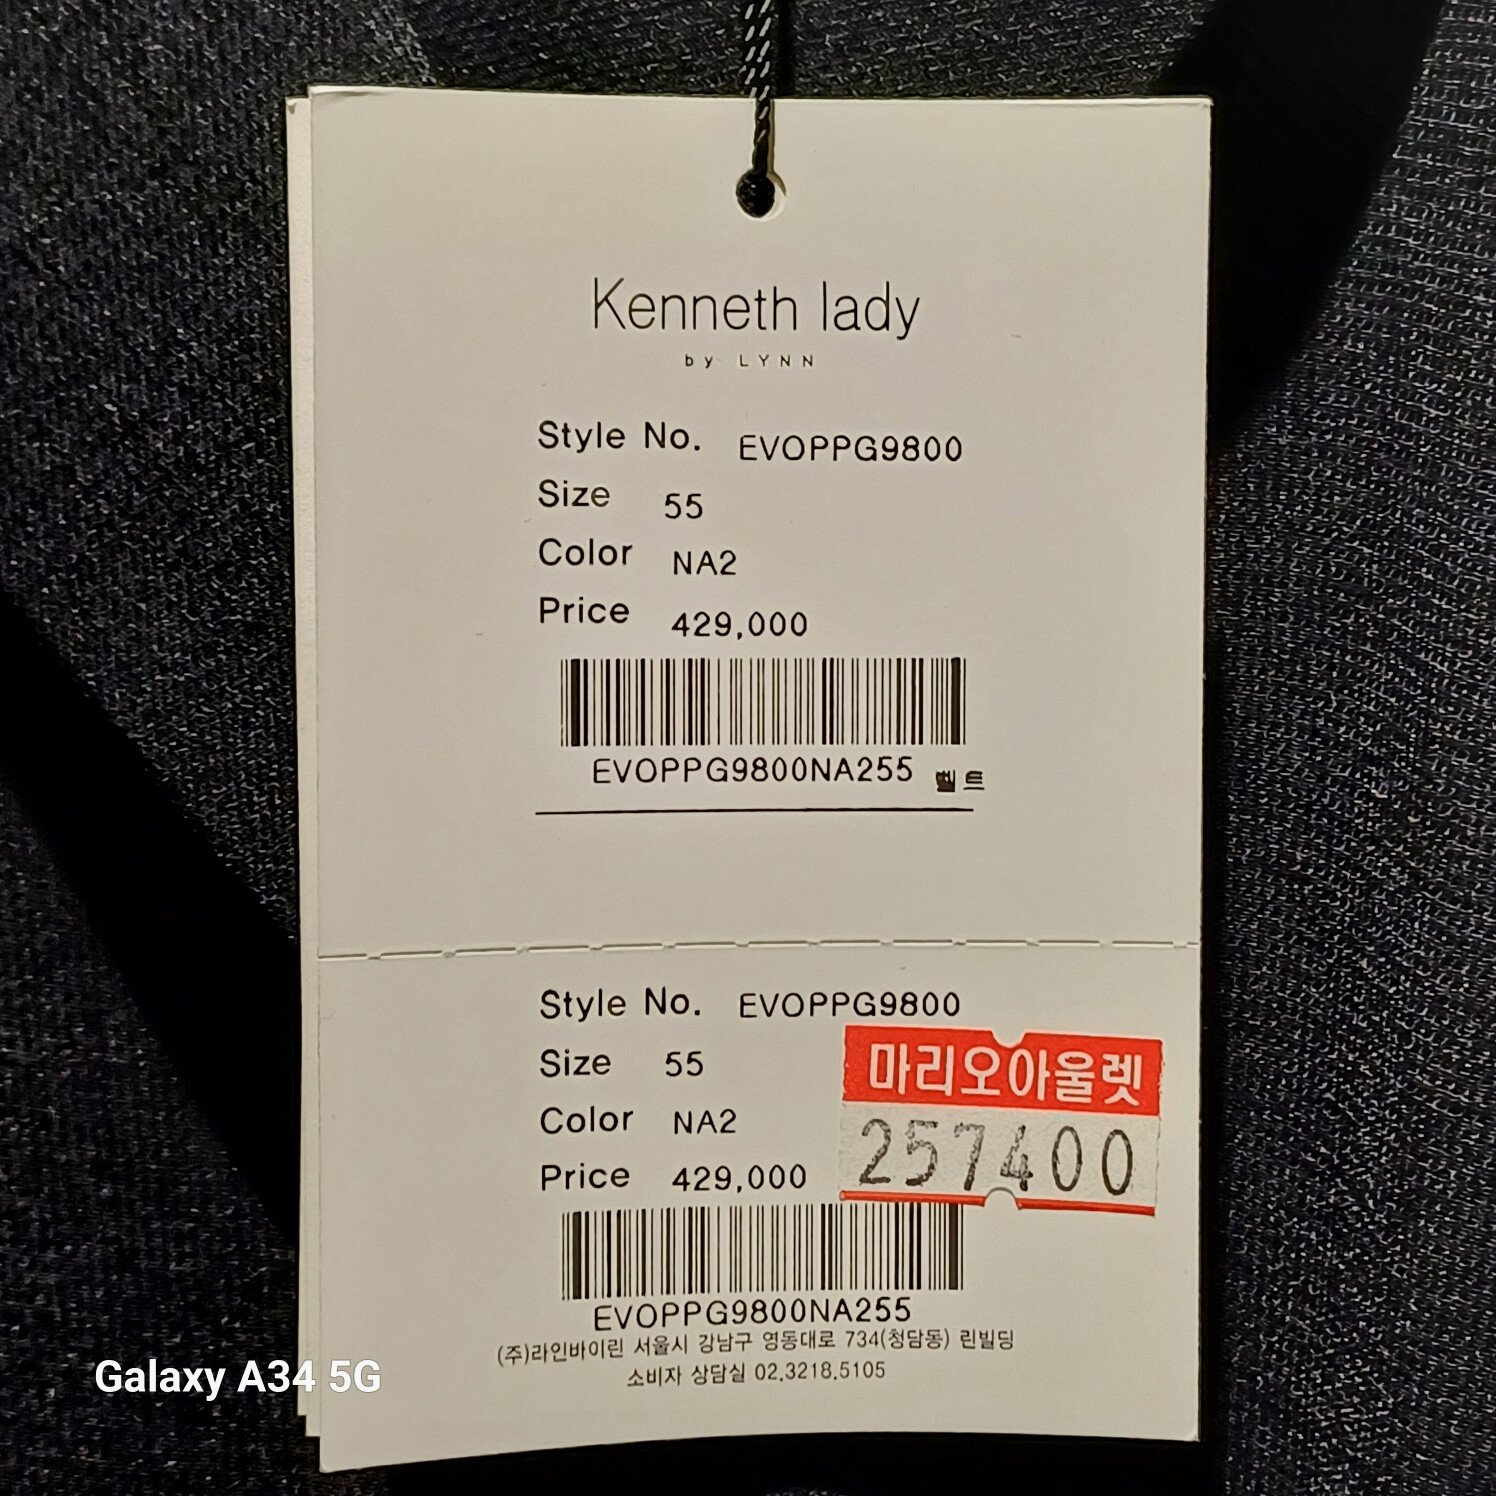 Kenneth lady
by LYNN
Style No. EVOPPG9800
Size 55
Color NA2
Price 429,000
EVOPPG9800NA255 벨트
Style No. EVOPPG9800
Size 55
Color NA2
Price 429,000
마리오아울렛
257400
EVOPPG9800NA255
(주)라인바이린 서울시 강남구 영동대로 734(청담동) 린빌딩
소비자 상담실 02.3218.5105
Galaxy A34 5G